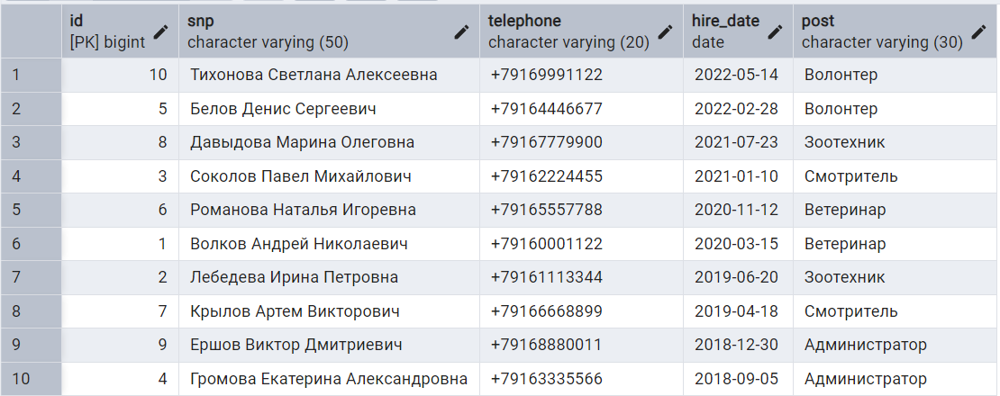 id snp telephone hire_date post
[PK] bigint character varying (50) character varying (20) date character varying (30)
1 10 Тихонова Светлана Алексеевна +79169991122 2022-05-14 Волонтер
2 5 Белов Денис Сергеевич +79164446677 2022-02-28 Волонтер
3 8 Давыдова Марина Олеговна +79167779900 2021-07-23 Зоотехник
4 3 Соколов Павел Михайлович +79162224455 2021-01-10 Смотритель
5 6 Романова Наталья Игоревна +79165557788 2020-11-12 Ветеринар
6 1 Волков Андрей Николаевич +79160001122 2020-03-15 Ветеринар
7 2 Лебедева Ирина Петровна +79161113344 2019-06-20 Зоотехник
8 7 Крылов Артем Викторович +79166668899 2019-04-18 Смотритель
9 9 Ершов Виктор Дмитриевич +79168880011 2018-12-30 Администратор
10 4 Громова Екатерина Александровна +79163335566 2018-09-05 Администратор